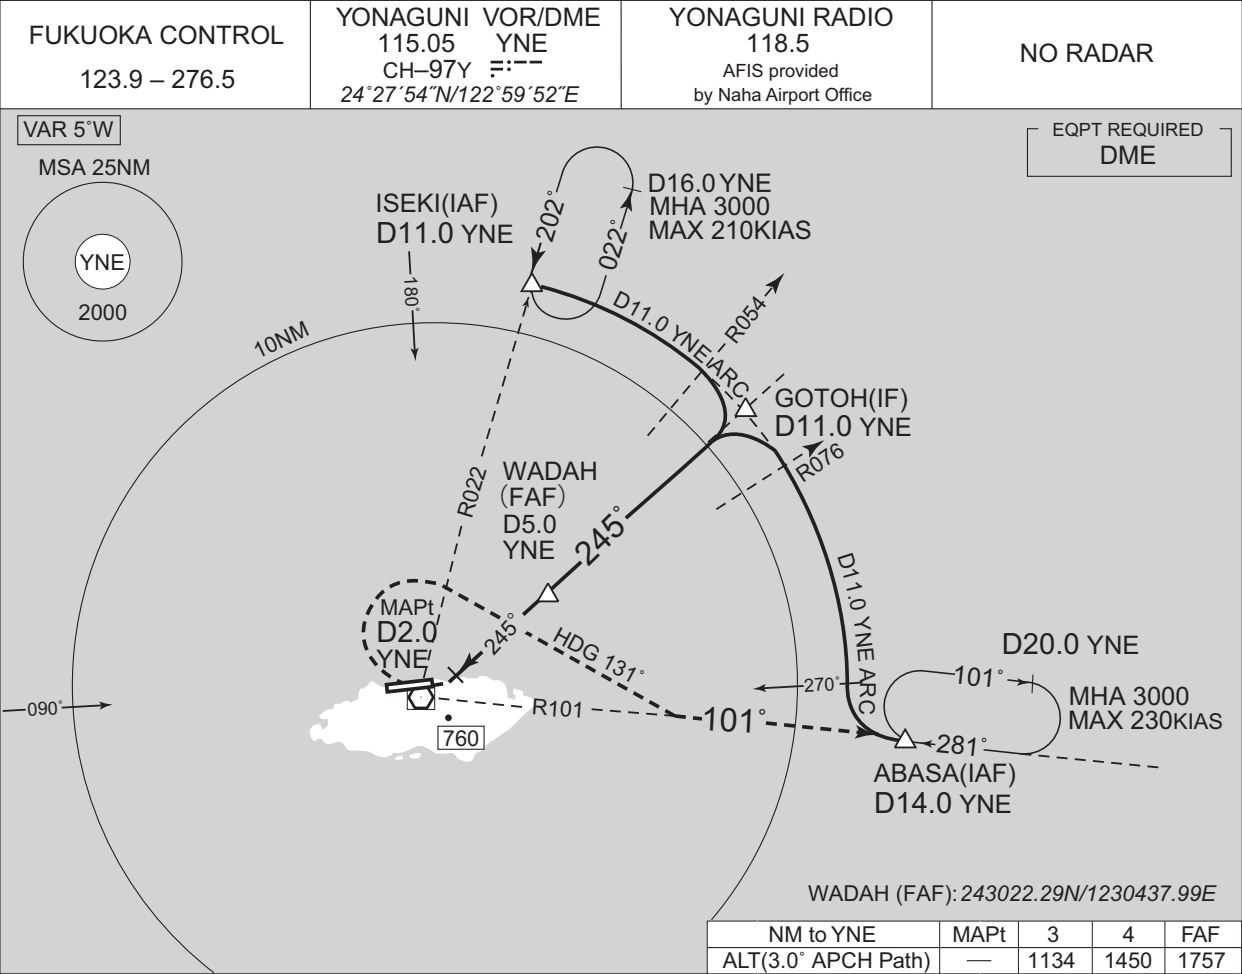 FUKUOKA CONTROL
123.9 – 276.5
YONAGUNI VOR/DME
115.05 YNE
CH–97Y
24°27´54˝N/122°59´52˝E
YONAGUNI RADIO
118.5
AFIS provided
by Naha Airport Office
NO RADAR
VAR 5°W
MSA 25NM
YNE
2000
EQPT REQUIRED
DME
ISEKI(IAF)
D11.0 YNE
180°
202°
022°
D16.0 YNE
MHA 3000
MAX 210KIAS
10NM
D11.0 YNE ARC
R054
GOTOH(IF)
D11.0 YNE
R076
R022
WADAH
(FAF)
D5.0
YNE
245°
MAPt
D2.0
YNE
245°
HDG 131°
D11.0 YNE ARC
D20.0 YNE
101°
MHA 3000
MAX 230KIAS
281°
270°
090°
R101
101°
760
ABASA(IAF)
D14.0 YNE
WADAH (FAF): 243022.29N/1230437.99E
NM to YNE MAPt 3 4 FAF
ALT(3.0° APCH Path) — 1134 1450 1757